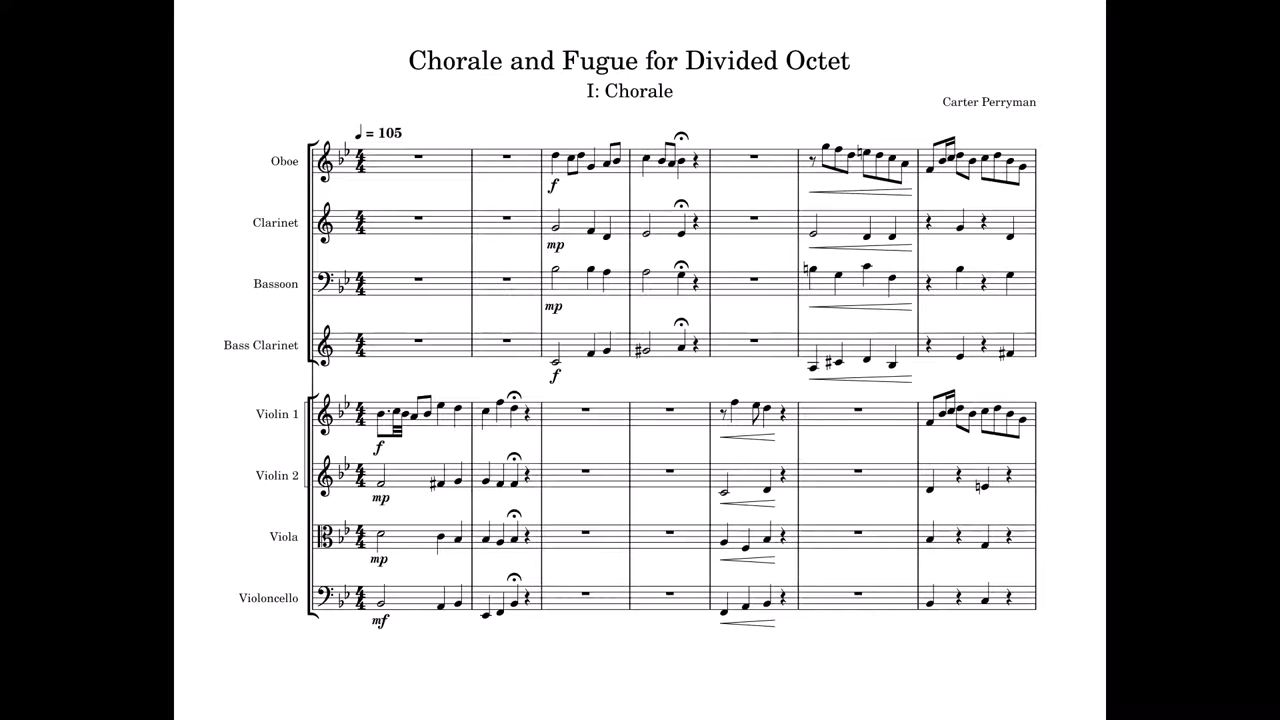 Chorale and Fugue for Divided Octet
I: Chorale
Carter Perryman
= 105
Oboe
f
Clarinet
mp
Bassoon
mp
Bass Clarinet
f
Violin 1
f
Violin 2
mp
Viola
mp
Violoncello
mf